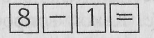 8 − 1 =